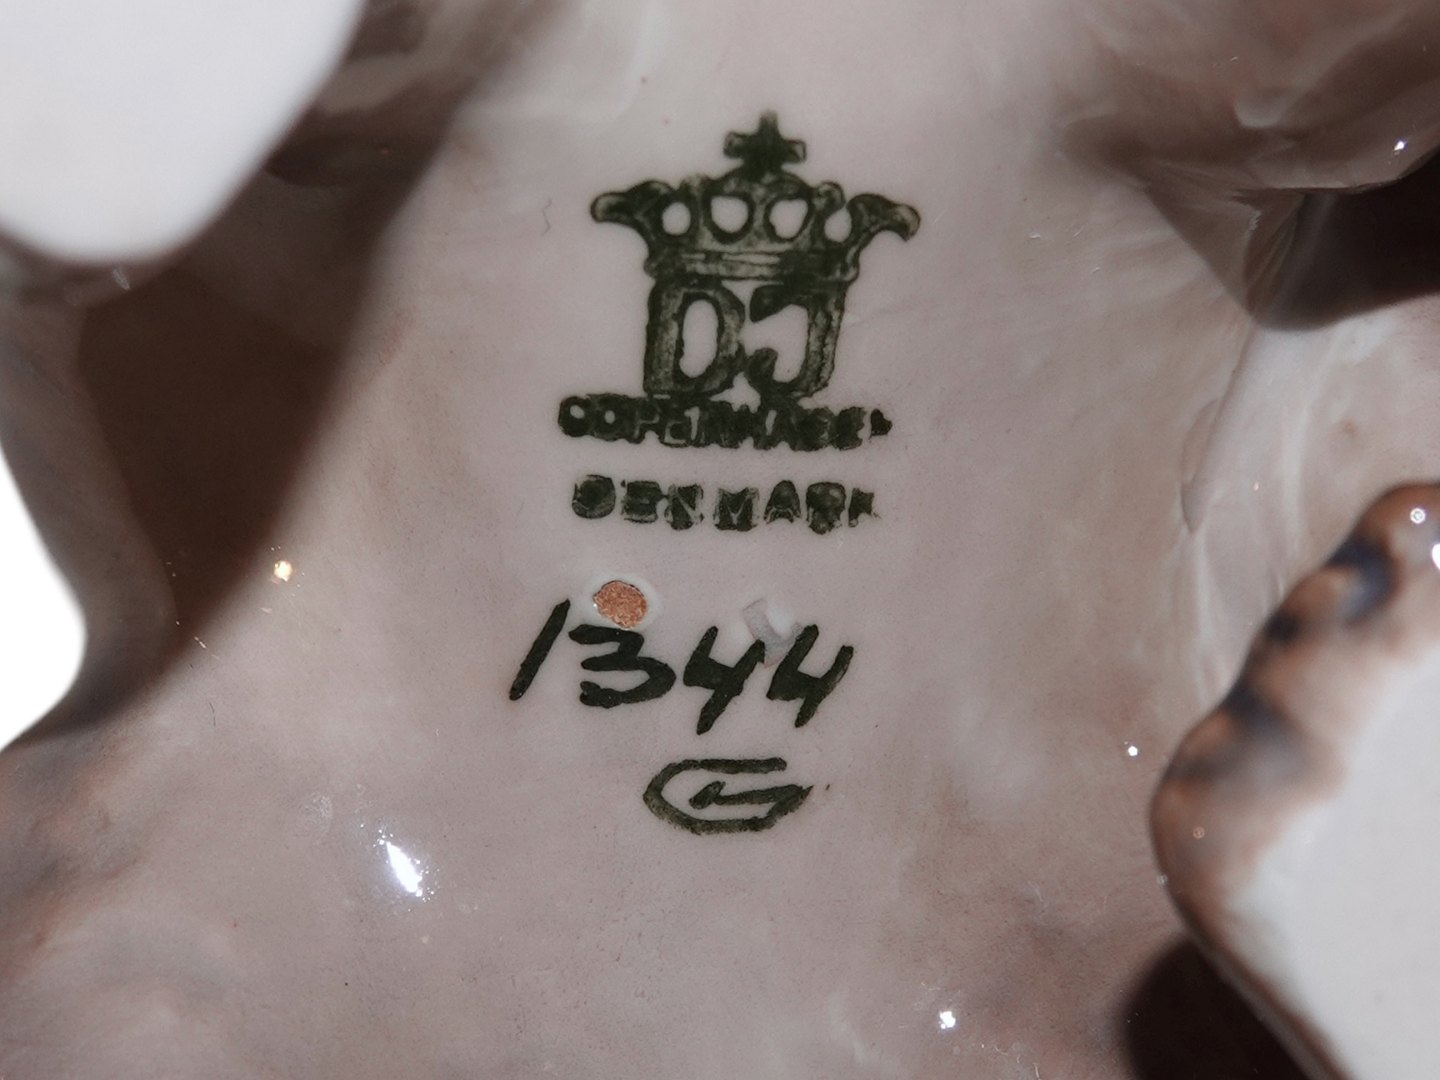 DJ
COPENHAGEN
DENMARK
1344